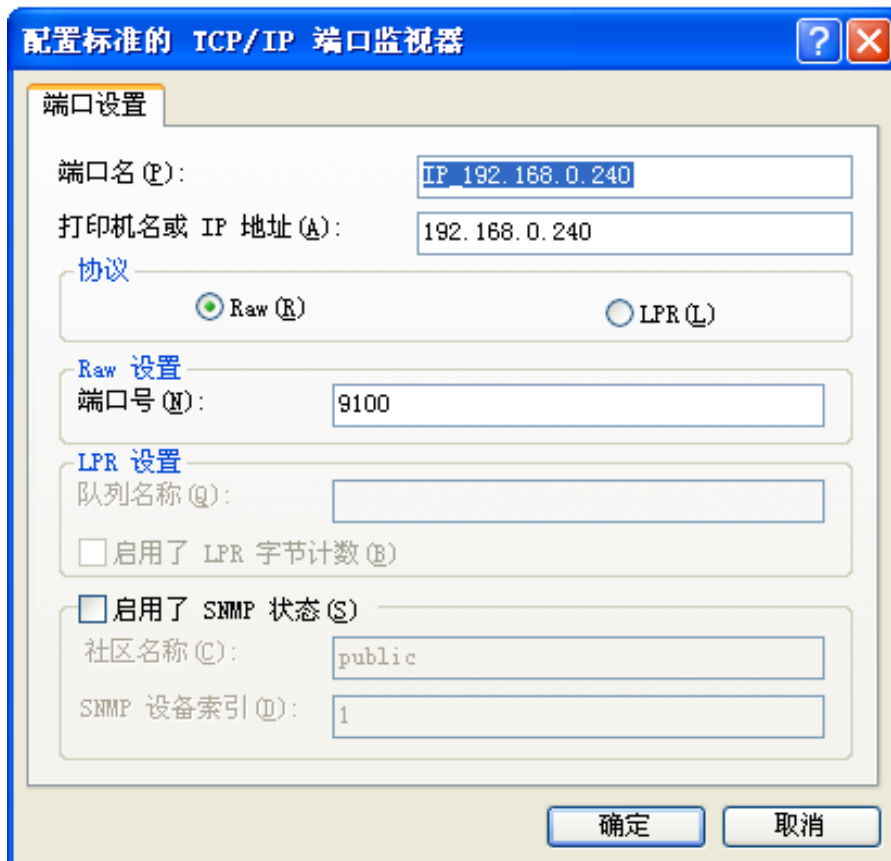 配置标准的 TCP/IP 端口监视器
端口设置
端口名(P): IP_192.168.0.240
打印机名或 IP 地址(A): 192.168.0.240
协议
Raw(R) LPR(L)
Raw 设置
端口号(N): 9100
LPR 设置
队列名称(Q):
启用了 LPR 字节计数(B)
启用了 SNMP 状态(S)
社区名称(C): public
SNMP 设备索引(D): 1
确定 取消